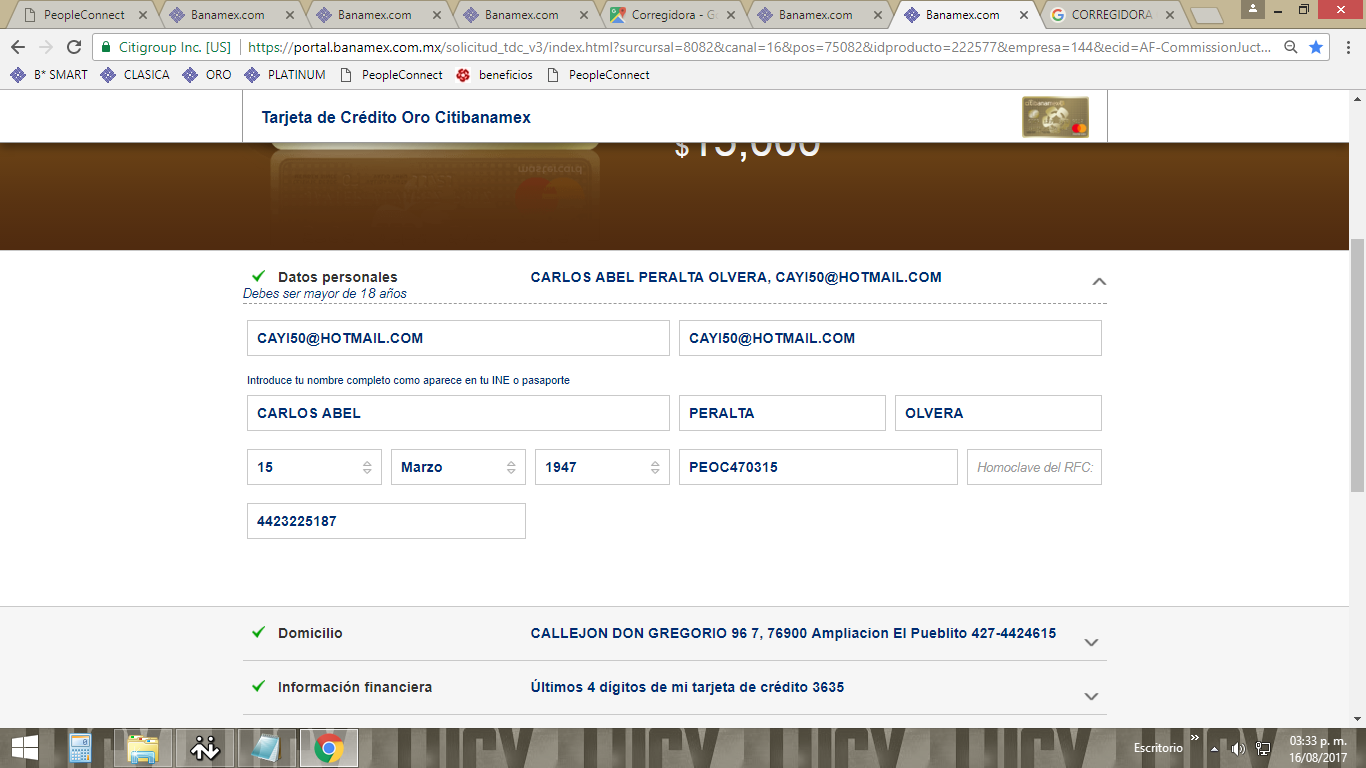 PeopleConnect
Banamex.com
Banamex.com
Banamex.com
Corregidora - G
Banamex.com
Banamex.com
CORREGIDORA
Citigroup Inc. [US]
https://portal.banamex.com.mx/solicitud_tdc_v3/index.html?surcursal=8082&canal=16&pos=75082&idproducto=222577&empresa=144&ecid=AF-CommissionJuct...
B* SMART
CLASICA
ORO
PLATINUM
PeopleConnect
beneficios
PeopleConnect
Tarjeta de Crédito Oro Citibanamex
$15,000
Datos personales
CARLOS ABEL PERALTA OLVERA, CAYI50@HOTMAIL.COM
Debes ser mayor de 18 años
CAYI50@HOTMAIL.COM
CAYI50@HOTMAIL.COM
Introduce tu nombre completo como aparece en tu INE o pasaporte
CARLOS ABEL
PERALTA
OLVERA
15
Marzo
1947
PEOC470315
Homoclave del RFC:
4423225187
Domicilio
CALLEJON DON GREGORIO 96 7, 76900 Ampliacion El Pueblito 427-4424615
Información financiera
Últimos 4 dígitos de mi tarjeta de crédito 3635
LUCY
Escritorio
03:33 p. m.
16/08/2017